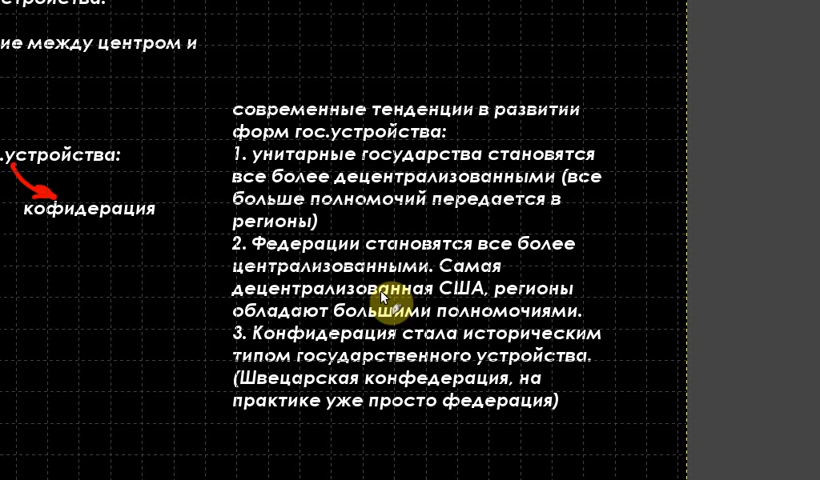 стройства:
ие между центром и
.устройства:
кофидерация
современные тенденции в развитии
форм гос.устройства:
1. унитарные государства становятся
все более децентрализованными (все
больше полномочий передается в
регионы)
2. Федерации становятся все более
централизованными. Самая
децентрализованная США, регионы
обладают большими полномочиями.
3. Конфидерация стала историческим
типом государственного устройства.
(Швецарская конфедерация, на
практике уже просто федерация)